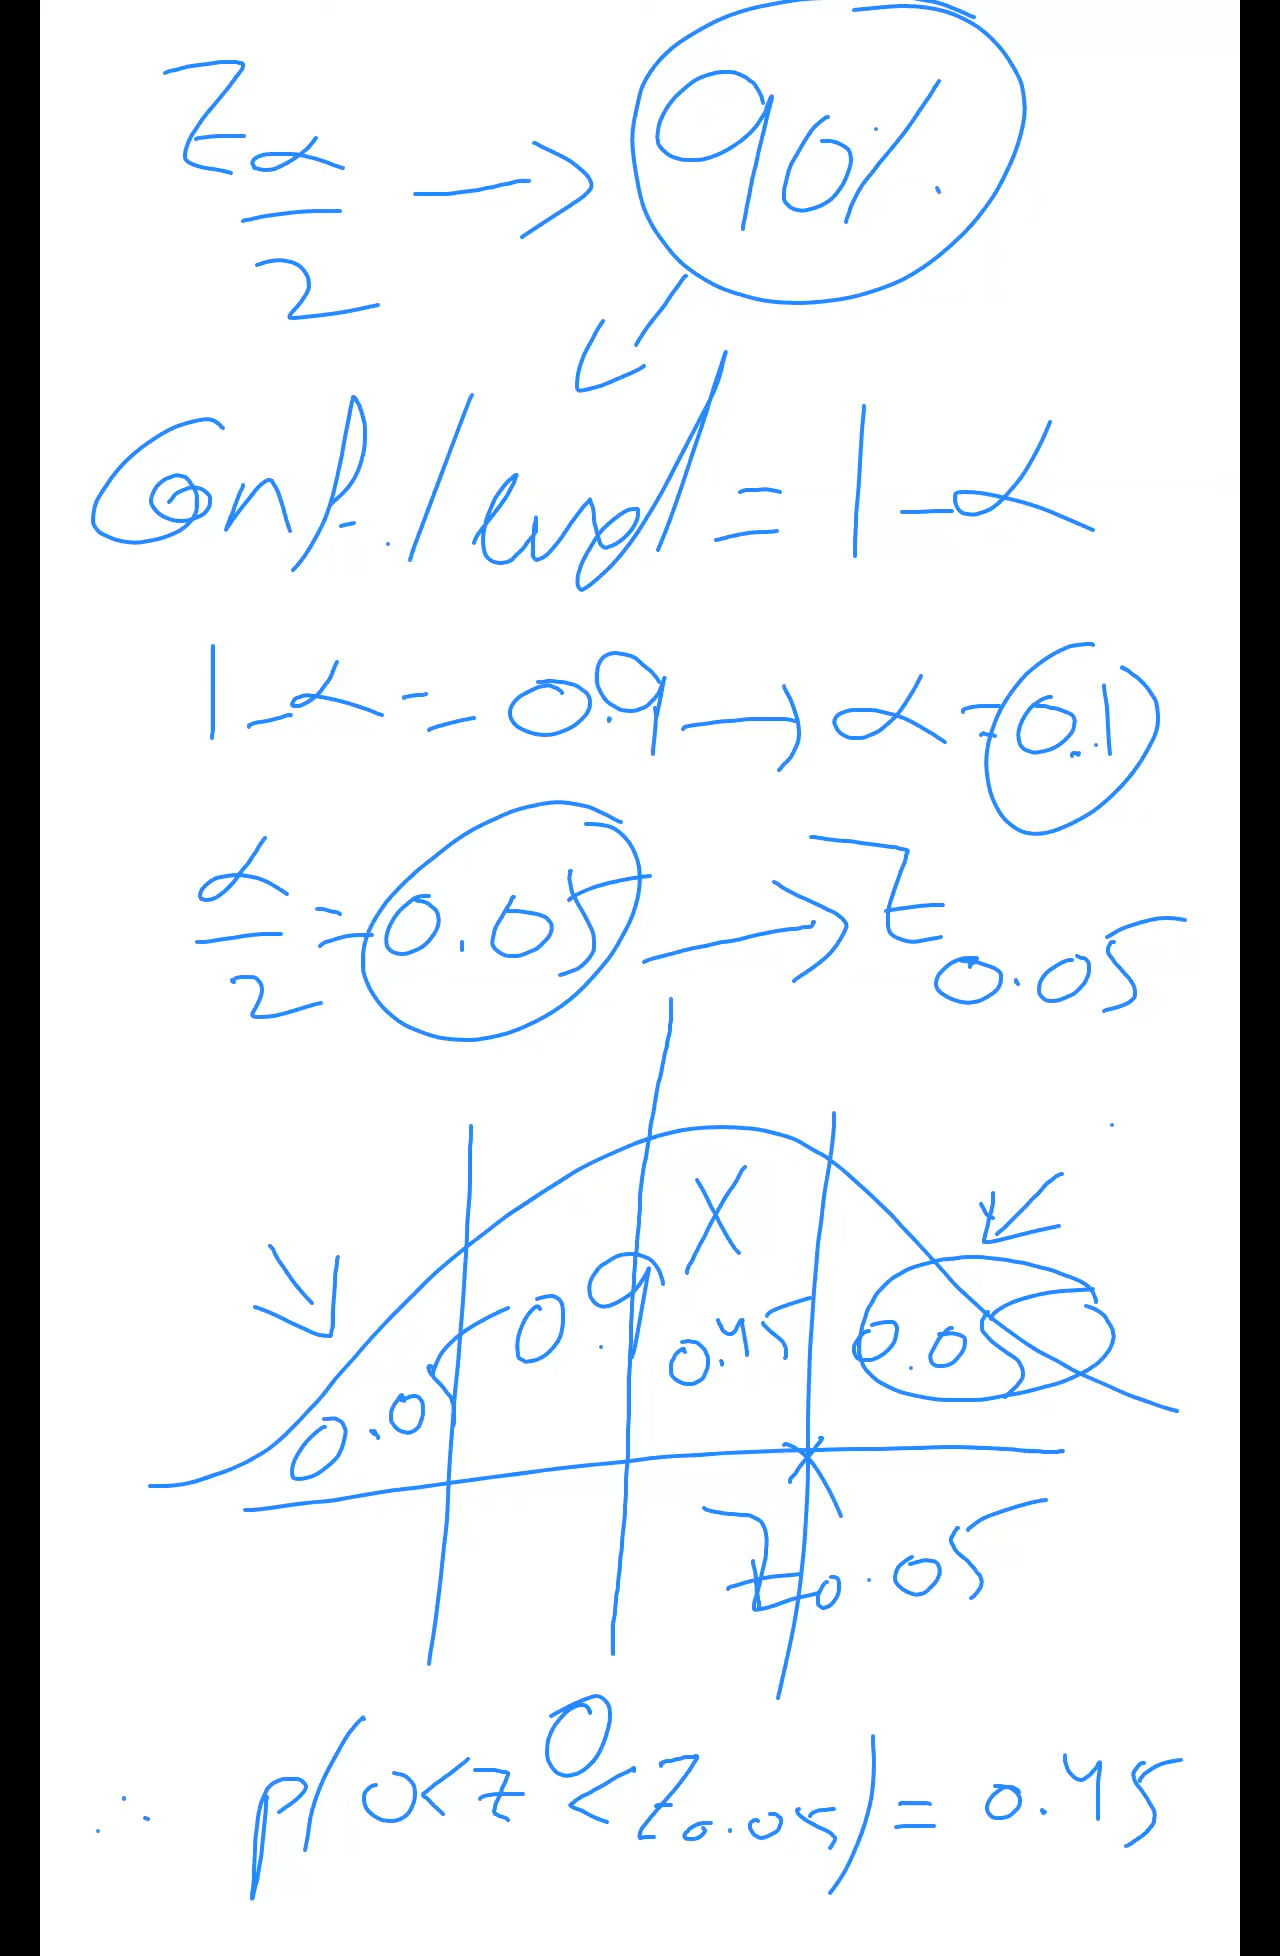 Zα/2 → 90%
Conf. level = 1 - α
1 - α = 0.9 → α = 0.1
α/2 = 0.05 → Z0.05
X
0.05 0.9 0.45 0.05
Z0.05
0
∴ P(0<z<Z0.05) = 0.45